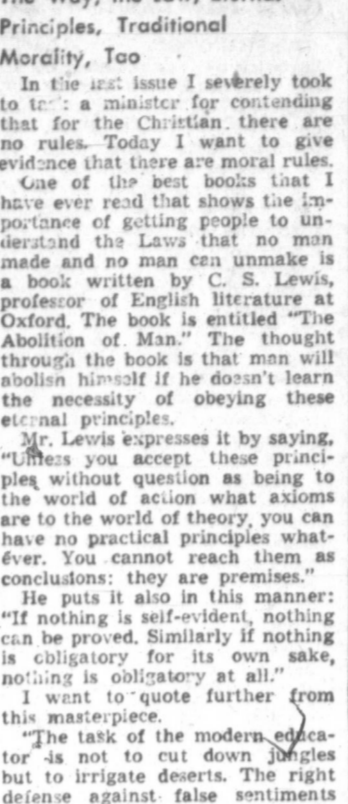 Principles, Traditional
Morality, Tao
In the last issue I severely took
to task a minister for contending
that for the Christian there are
no rules. Today I want to give
evidence that there are moral rules.
One of the best books that I
have ever read that shows the im-
portance of getting people to un-
derstand the Laws that no man
made and no man can unmake is
a book written by C. S. Lewis,
professor of English literature at
Oxford. The book is entitled "The
Abolition of Man." The thought
through the book is that man will
abolish himself if he doesn't learn
the necessity of obeying these
eternal principles.
Mr. Lewis expresses it by saying,
"Unless you accept these princi-
ples without question as being to
the world of action what axioms
are to the world of theory, you can
have no practical principles what-
ever. You cannot reach them as
conclusions: they are premises."
He puts it also in this manner:
"If nothing is self-evident, nothing
can be proved. Similarly if nothing
is obligatory for its own sake,
nothing is obligatory at all."
I want to quote further from
this masterpiece.
"The task of the modern educa-
tor is not to cut down jungles
but to irrigate deserts. The right
defense against false sentiments